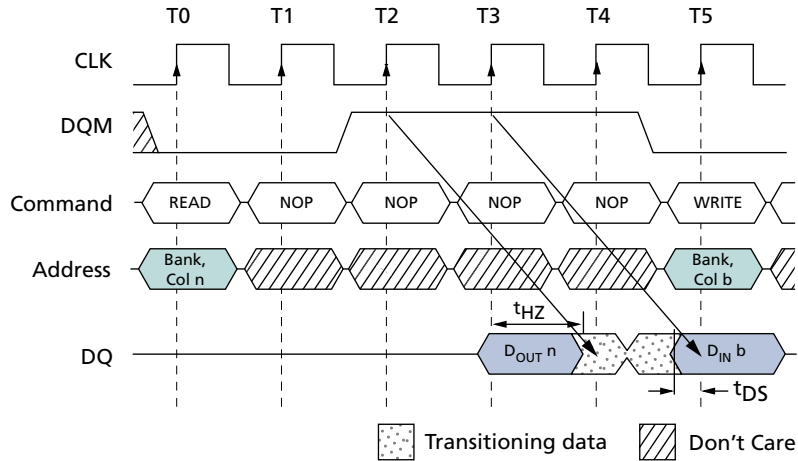 T0 T1 T2 T3 T4 T5
CLK
DQM
Command READ NOP NOP NOP NOP WRITE
Address Bank, Col n Bank, Col b
tHZ
DQ DOUT n DIN b
tDS
Transitioning data Don't Care